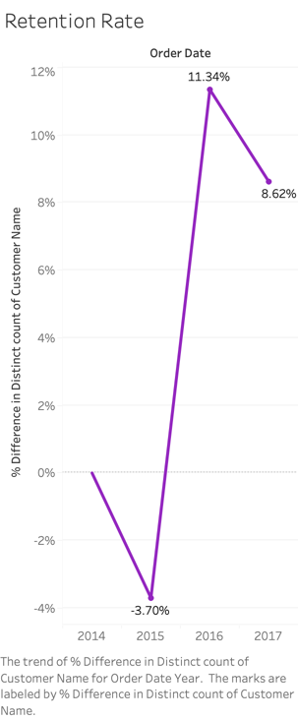 Retention Rate
Order Date
12%
11.34%
10%
8%
8.62%
6%
4%
2%
0%
-2%
-4%
-3.70%
% Difference in Distinct count of Customer Name
2014 2015 2016 2017
The trend of % Difference in Distinct count of
Customer Name for Order Date Year. The marks are
labeled by % Difference in Distinct count of Customer
Name.